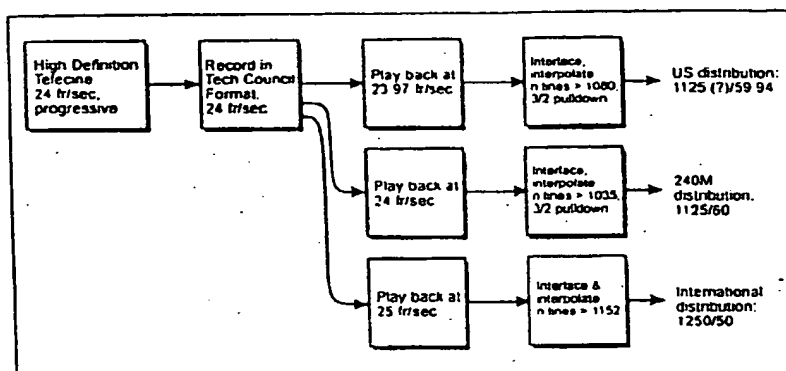 High Definition
Telecine
24 fr/sec,
progressive
Record in
Tech Council
Format,
24 fr/sec
Play back at
23 97 fr/sec
Interface,
interpolate
n lines > 1080,
3/2 pulldown
US distribution:
1125 (?)/59 94
Play back at
24 fr/sec
Interface,
interpolate
n lines > 1035,
3/2 pulldown
240M
distribution.
1125/60
Play back at
25 fr/sec
Interface &
interpolate
n lines > 1152
International
distribution:
1250/50